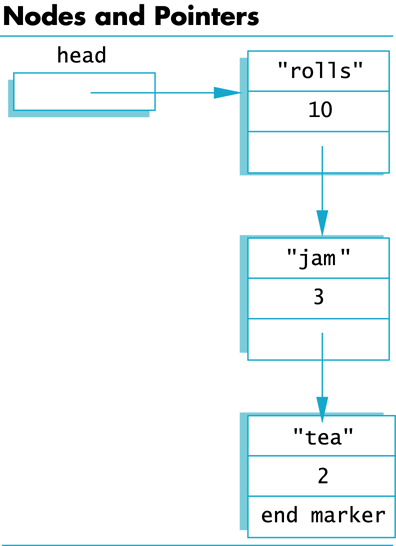 Nodes and Pointers
head
"rolls"
10
"jam"
3
"tea"
2
end marker